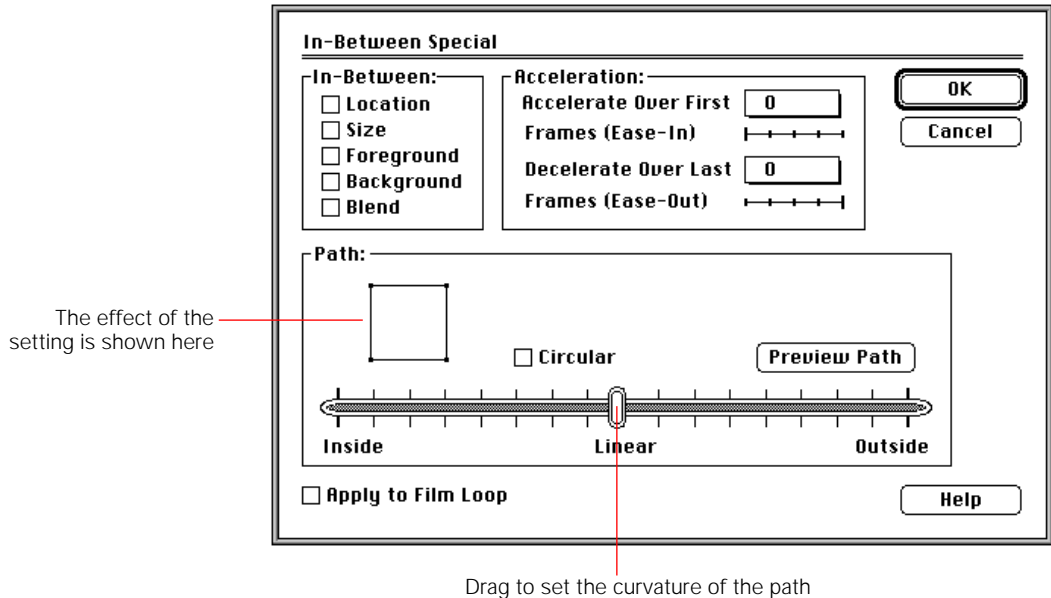 In-Between Special
In-Between:
Location
Size
Foreground
Background
Blend
Acceleration:
Accelerate Over First 0
Frames (Ease-In)
Decelerate Over Last 0
Frames (Ease-Out)
OK
Cancel
Path:
The effect of the
setting is shown here
Circular
Preview Path
Inside Linear Outside
Apply to Film Loop
Help
Drag to set the curvature of the path